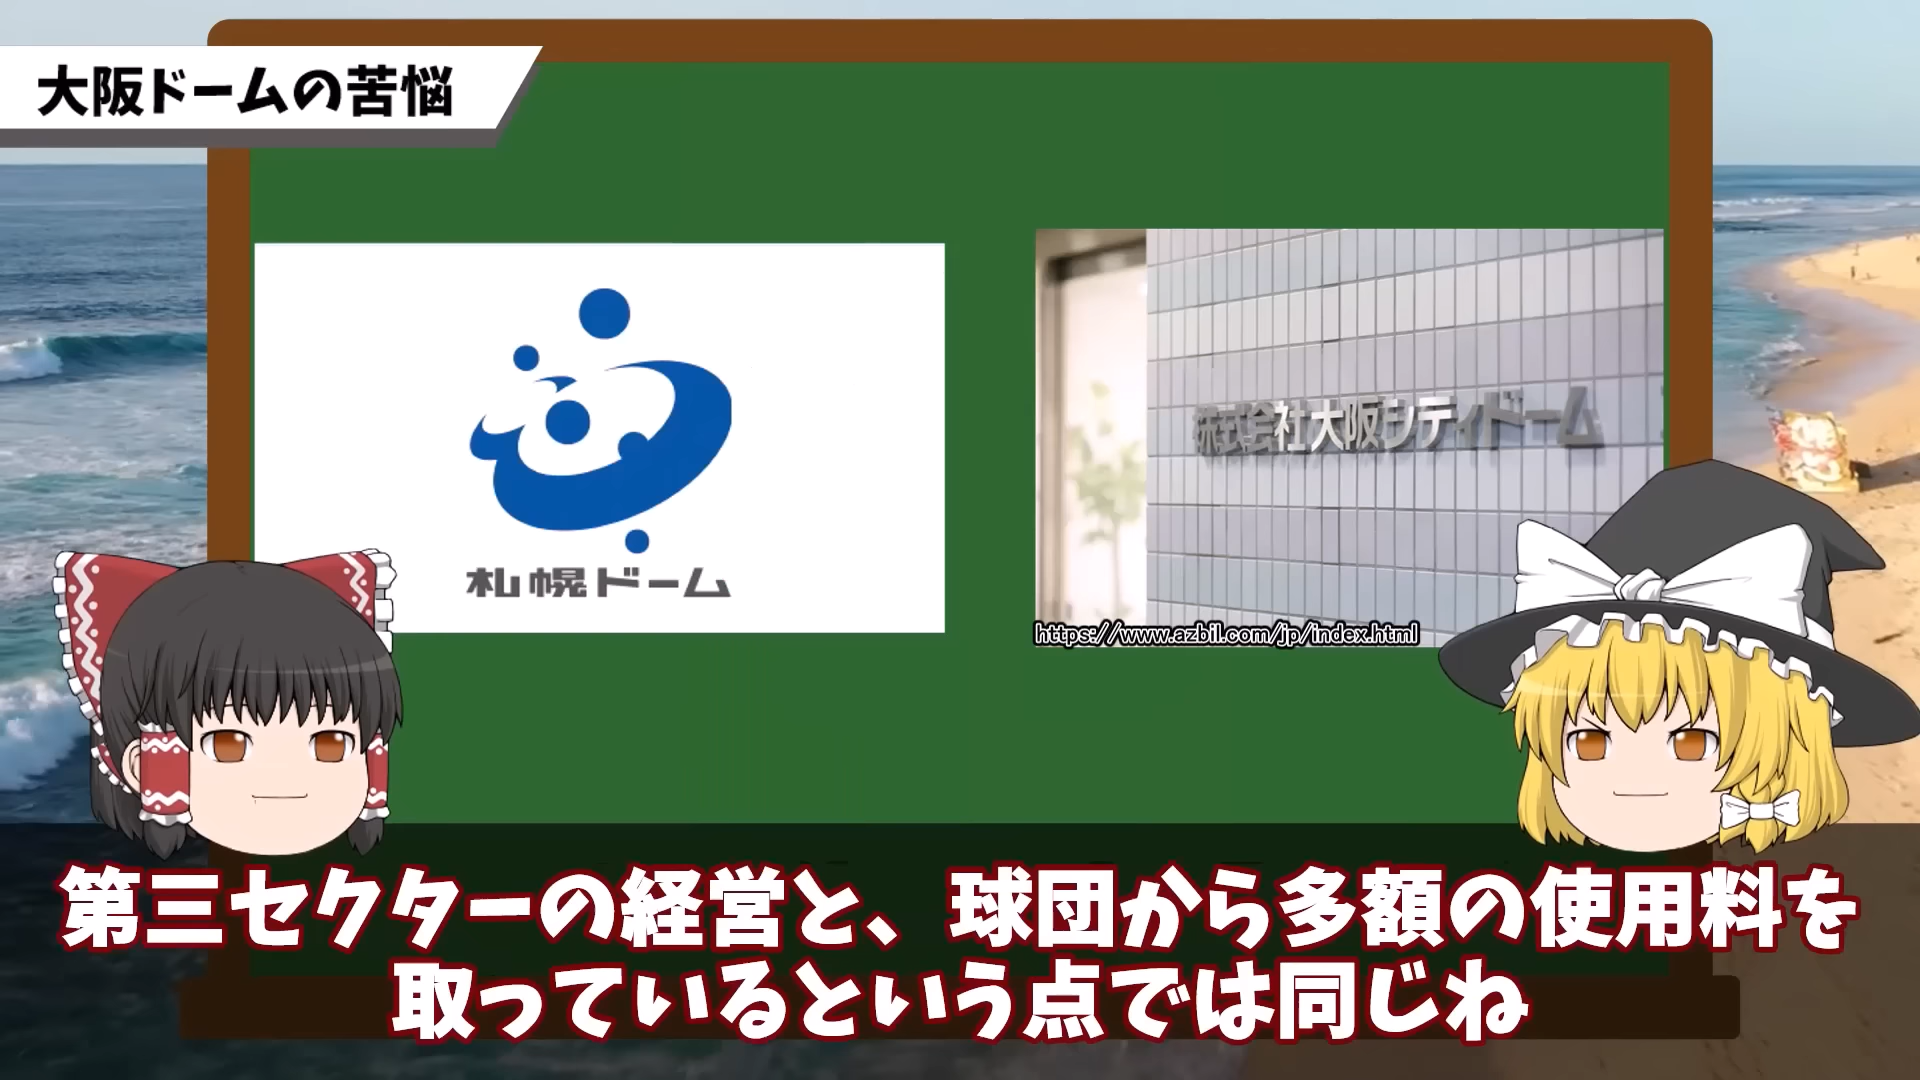 大阪ドームの苦悩
札幌ドーム
株式会社大阪シティドーム
https://www.azbil.com/jp/index.html
第三セクターの経営と、球団から多額の使用料を
取っているという点では同じね